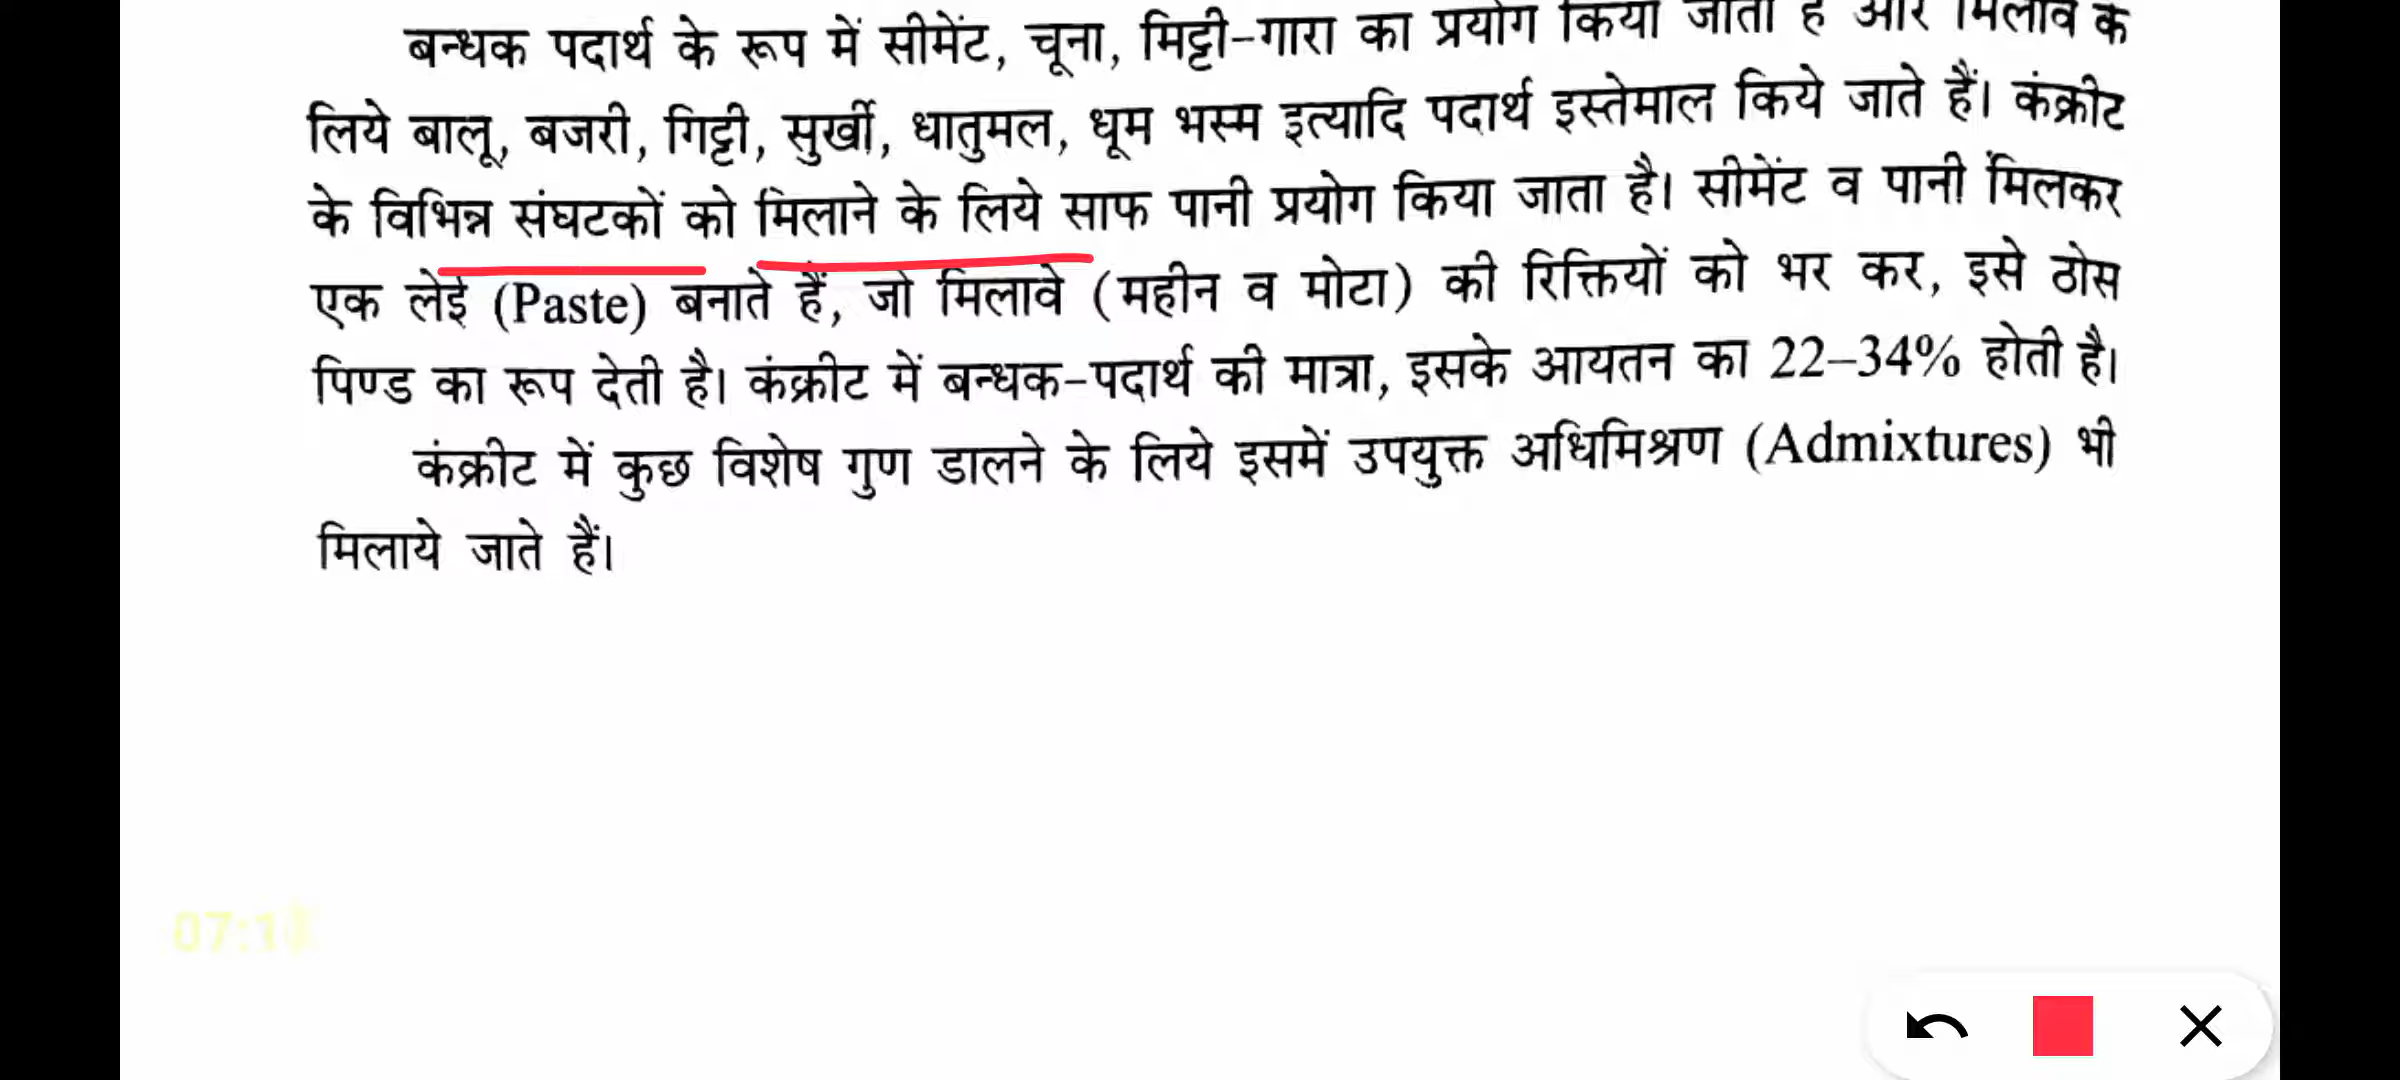 बन्धक पदार्थ के रूप में सीमेंट, चूना, मिट्टी-गारा का प्रयोग किया जाता है और मिलावे के
लिये बालू, बजरी, गिट्टी, सुर्खी, धातुमल, धूम भस्म इत्यादि पदार्थ इस्तेमाल किये जाते हैं। कंक्रीट
के विभिन्न संघटकों को मिलाने के लिये साफ पानी प्रयोग किया जाता है। सीमेंट व पानी मिलकर
एक लेई (Paste) बनाते हैं, जो मिलावे (महीन व मोटा) की रिक्तियों को भर कर, इसे ठोस
पिण्ड का रूप देती है। कंक्रीट में बन्धक-पदार्थ की मात्रा, इसके आयतन का 22–34% होती है।
कंक्रीट में कुछ विशेष गुण डालने के लिये इसमें उपयुक्त अधिमिश्रण (Admixtures) भी
मिलाये जाते हैं।